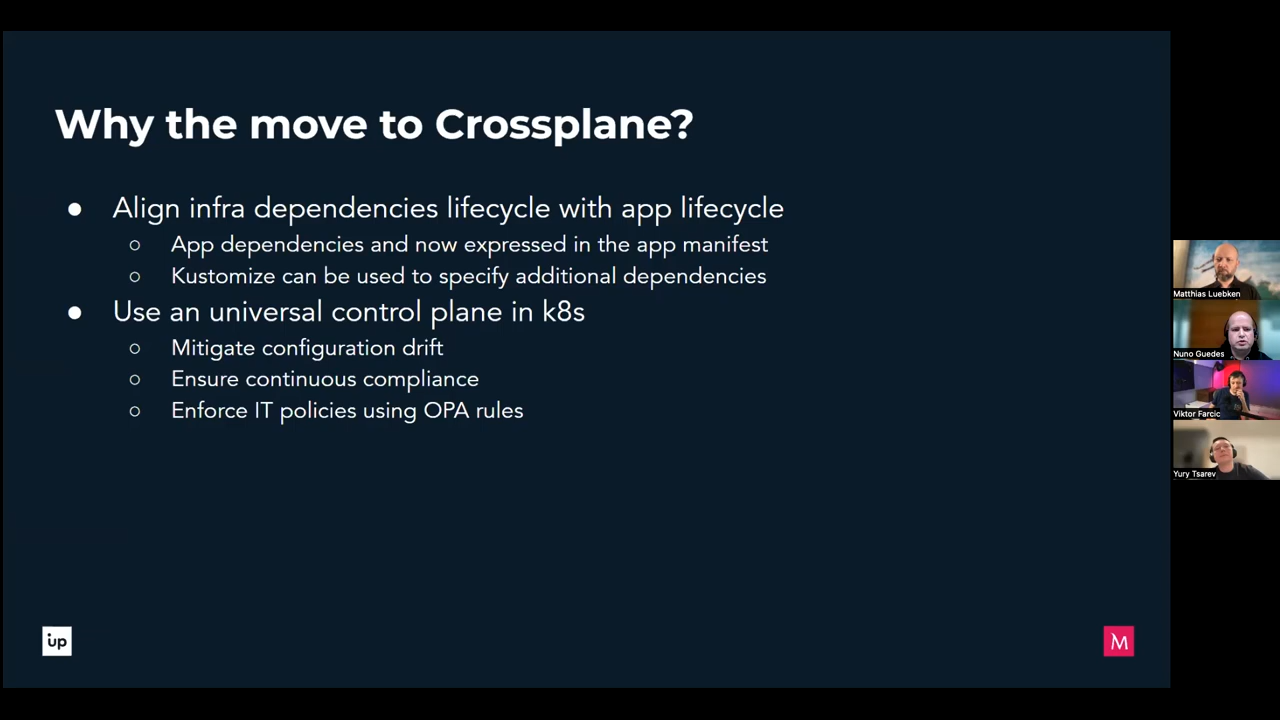 Why the move to Crossplane?
● Align infra dependencies lifecycle with app lifecycle
○ App dependencies and now expressed in the app manifest
○ Kustomize can be used to specify additional dependencies
● Use an universal control plane in k8s
○ Mitigate configuration drift
○ Ensure continuous compliance
○ Enforce IT policies using OPA rules
Matthias Luebken
Nuno Guedes
Viktor Farcic
Yury Tsarev
up
M